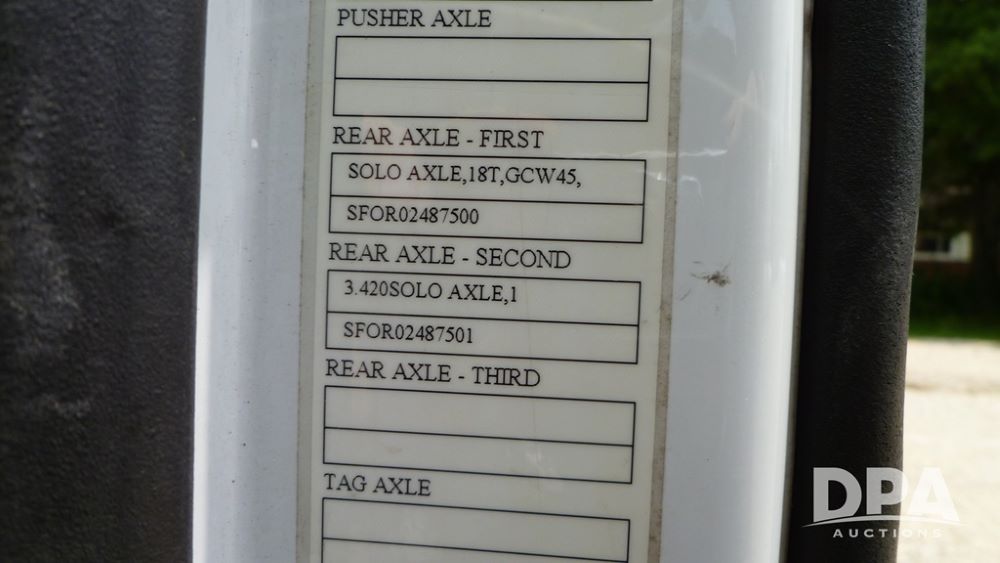 PUSHER AXLE
REAR AXLE - FIRST
SOLO AXLE,18T,GCW45,
SFOR02487500
REAR AXLE - SECOND
3.420SOLO AXLE,1
SFOR02487501
REAR AXLE - THIRD
TAG AXLE
DPA
AUCTIONS